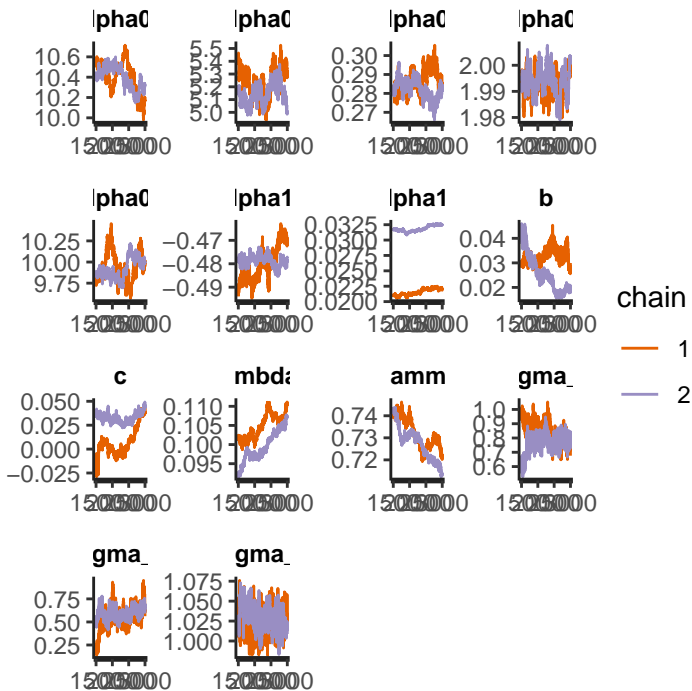 lpha0 lpha0 lpha0 lpha0
10.6 5.5 0.30 2.00
10.4 5.4 0.29 1.99
10.2 5.3 0.28 1.98
10.0 5.2 0.27
5.1
5.0
lpha0 lpha1 lpha1 b
10.25 −0.47 0.0325 0.04
10.00 −0.48 0.0300 0.03
9.75 −0.49 0.0275 0.02
0.0250
0.0225
0.0200
chain
1
2
c mbda amm gma_
0.050 0.110 0.74 1.0
0.025 0.105 0.73 0.9
0.000 0.100 0.72 0.8
−0.025 0.095 0.7
0.6
gma_ gma_
0.75 1.075
0.50 1.050
0.25 1.025
1.000